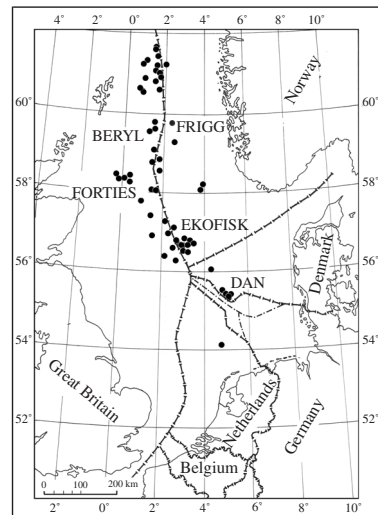 0 2° 4° 6° 8° 10°
Norway
60° 60°
BERYL FRIGG
58° 58°
FORTIES
EKOFISK
56° 56°
DAN
Denmark
54° 54°
Great Britain
Netherlands
Germany
52° 52°
Belgium
0 100 200 km
2° 0 2° 4° 6° 8° 10°